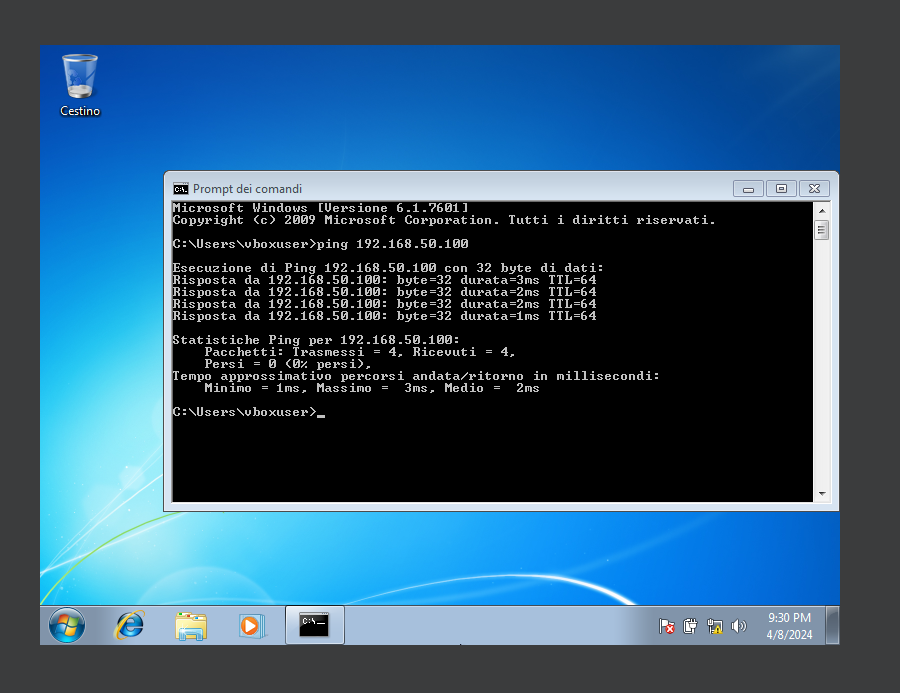 Cestino
Prompt dei comandi
Microsoft Windows [Versione 6.1.7601]
Copyright (c) 2009 Microsoft Corporation. Tutti i diritti riservati.
C:\Users\vboxuser>ping 192.168.50.100
Esecuzione di Ping 192.168.50.100 con 32 byte di dati:
Risposta da 192.168.50.100: byte=32 durata=3ms TTL=64
Risposta da 192.168.50.100: byte=32 durata=2ms TTL=64
Risposta da 192.168.50.100: byte=32 durata=2ms TTL=64
Risposta da 192.168.50.100: byte=32 durata=1ms TTL=64
Statistiche Ping per 192.168.50.100:
    Pacchetti: Trasmessi = 4, Ricevuti = 4,
    Persi = 0 (0% persi),
Tempo approssimativo percorsi andata/ritorno in millisecondi:
    Minimo = 1ms, Massimo =  3ms, Medio =  2ms
C:\Users\vboxuser>_
9:30 PM
4/8/2024